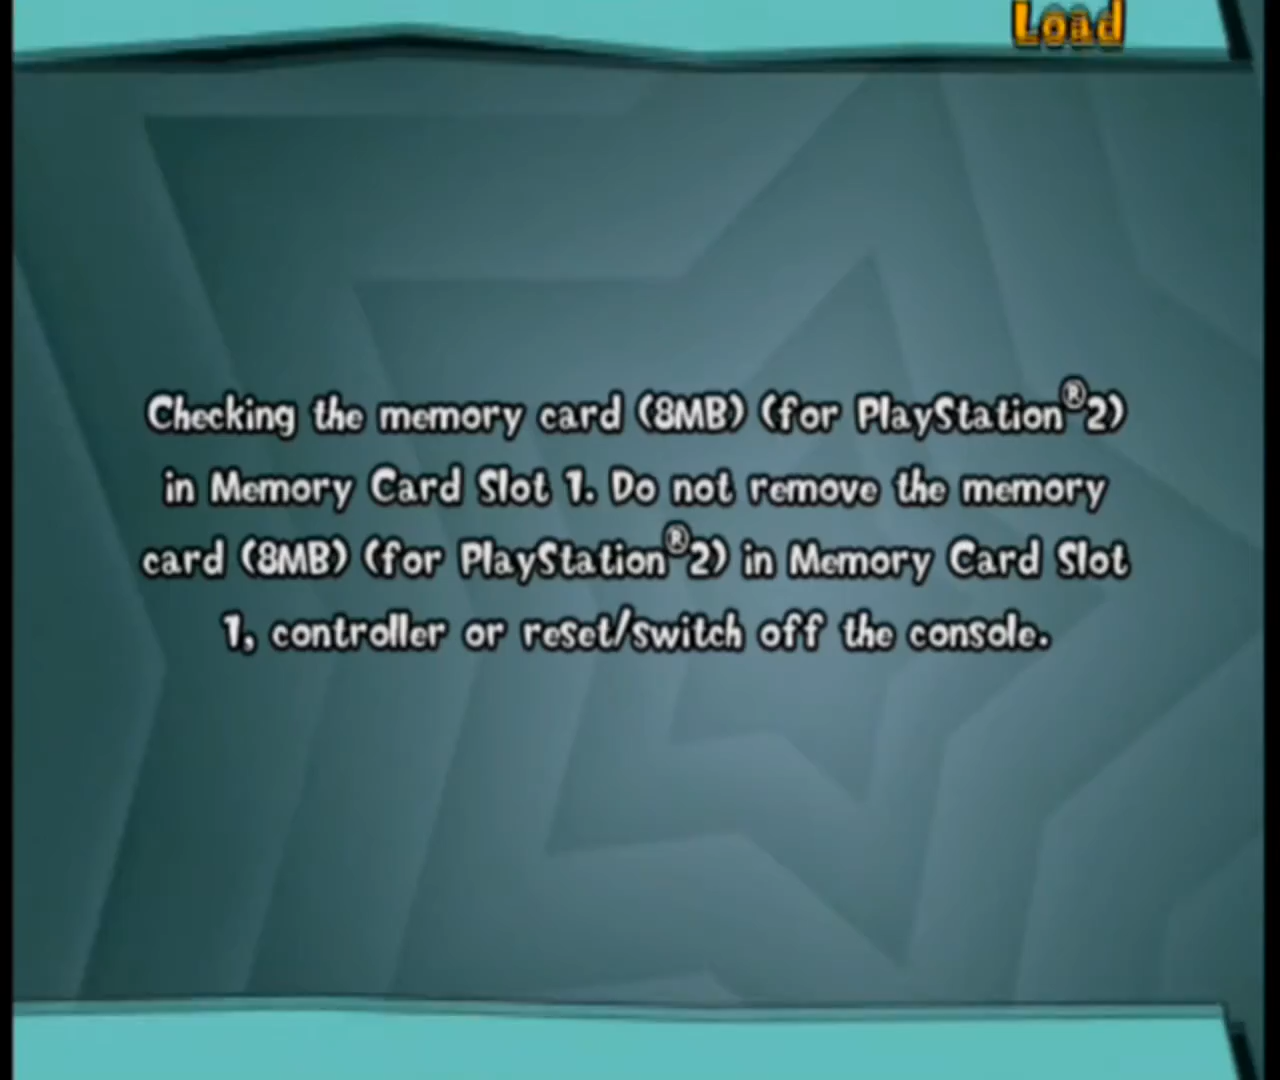 Load
Checking the memory card (8MB) (for PlayStation®2)
in Memory Card Slot 1. Do not remove the memory
card (8MB) (for PlayStation®2) in Memory Card Slot
1, controller or reset/switch off the console.